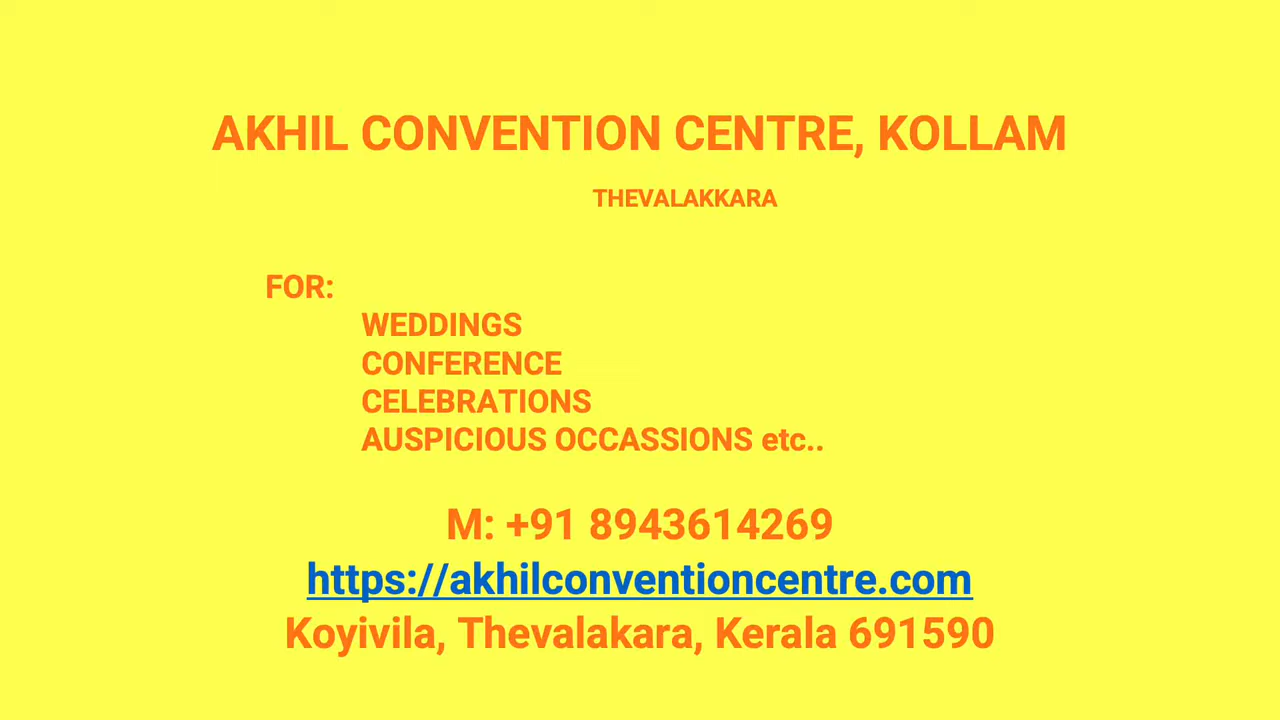 AKHIL CONVENTION CENTRE, KOLLAM
THEVALAKKARA
FOR:
WEDDINGS
CONFERENCE
CELEBRATIONS
AUSPICIOUS OCCASSIONS etc..
M: +91 8943614269
https://akhilconventioncentre.com
Koyivila, Thevalakara, Kerala 691590